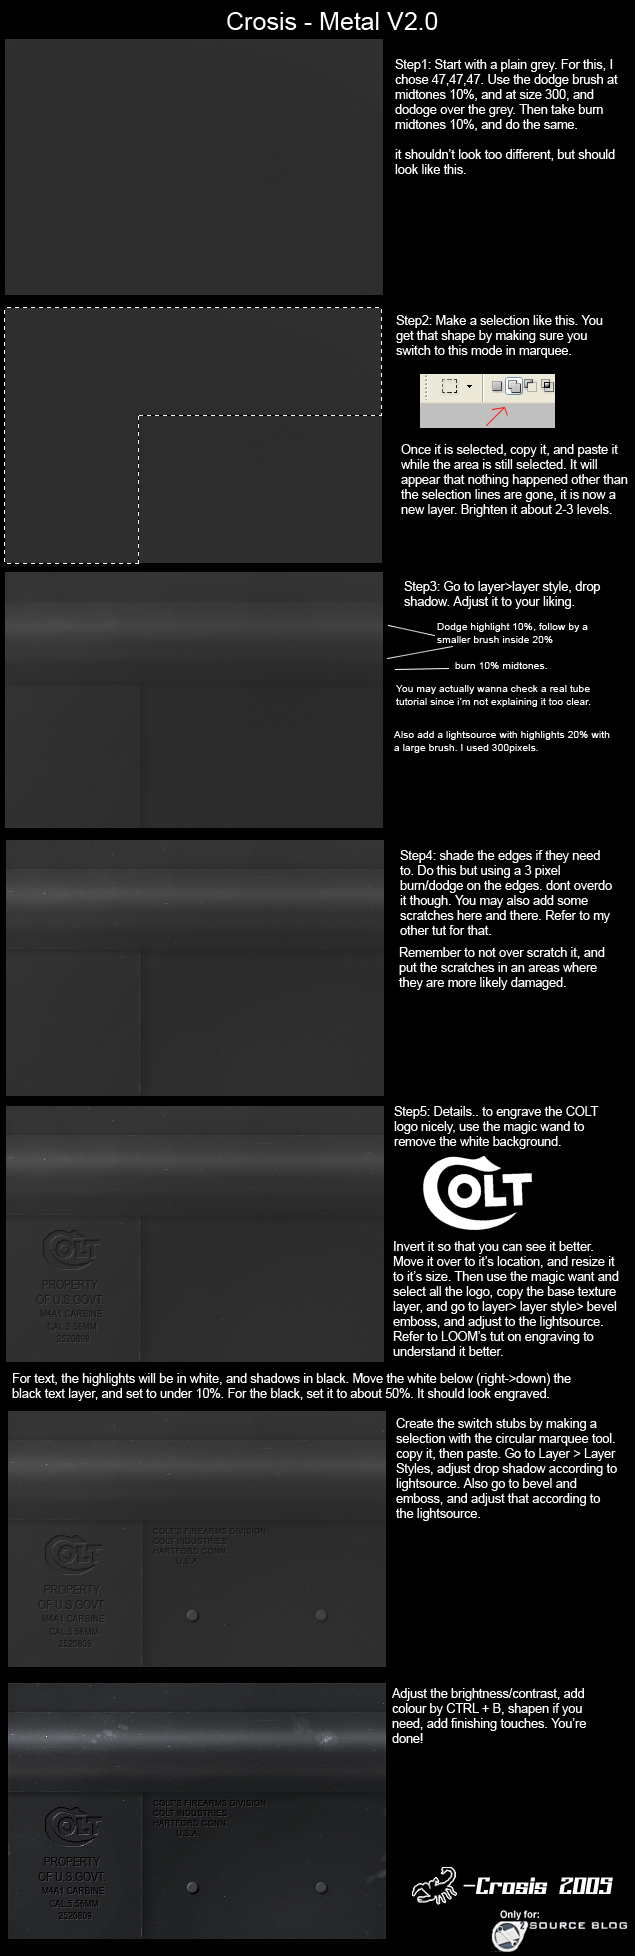 Crosis - Metal V2.0
Step1: Start with a plain grey. For this, I
chose 47,47,47. Use the dodge brush at
midtones 10%, and at size 300, and
dodoge over the grey. Then take burn
midtones 10%, and do the same.
it shouldn't look too different, but should
look like this.
Step2: Make a selection like this. You
get that shape by making sure you
switch to this mode in marquee.
Once it is selected, copy it, and paste it
while the area is still selected. It will
appear that nothing happened other than
the selection lines are gone, it is now a
new layer. Brighten it about 2-3 levels.
Step3: Go to layer>layer style, drop
shadow. Adjust it to your liking.
Dodge highlight 10%, follow by a
smaller brush inside 20%
burn 10% midtones.
You may actually wanna check a real tube
tutorial since i'm not explaining it too clear.
Also add a lightsource with highlights 20% with
a large brush. I used 300pixels.
Step4: shade the edges if they need
to. Do this but using a 3 pixel
burn/dodge on the edges. dont overdo
it though. You may also add some
scratches here and there. Refer to my
other tut for that.
Remember to not over scratch it, and
put the scratches in an areas where
they are more likely damaged.
Step5: Details.. to engrave the COLT
logo nicely, use the magic wand to
remove the white background.
COLT
Invert it so that you can see it better.
Move it over to it's location, and resize it
to it's size. Then use the magic want and
select all the logo, copy the base texture
layer, and go to layer> layer style> bevel
emboss, and adjust to the lightsource.
Refer to LOOM's tut on engraving to
understand it better.
COLT
PROPERTY
OF U.S.GOVT.
M4A1 CARBINE
CAL.5.56MM
2520809
For text, the highlights will be in white, and shadows in black. Move the white below (right->down) the
black text layer, and set to under 10%. For the black, set it to about 50%. It should look engraved.
Create the switch stubs by making a
selection with the circular marquee tool.
copy it, then paste. Go to Layer > Layer
Styles, adjust drop shadow according to
lightsource. Also go to bevel and
emboss, and adjust that according to
the lightsource.
COLT
PROPERTY
OF U.S.GOVT.
M4A1 CARBINE
CAL.5.56MM
2520809
COLT'S FIREARMS DIVISION
COLT INDUSTRIES
HARTFORD CONN.
U.S.A.
Adjust the brightness/contrast, add
colour by CTRL + B, shapen if you
need, add finishing touches. You're
done!
COLT
PROPERTY
OF U.S.GOVT.
M4A1 CARBINE
CAL.5.56MM
2520809
COLT'S FIREARMS DIVISION
COLT INDUSTRIES
HARTFORD CONN.
U.S.A.
-Crosis 2005
Only for:
SOURCE BLOG